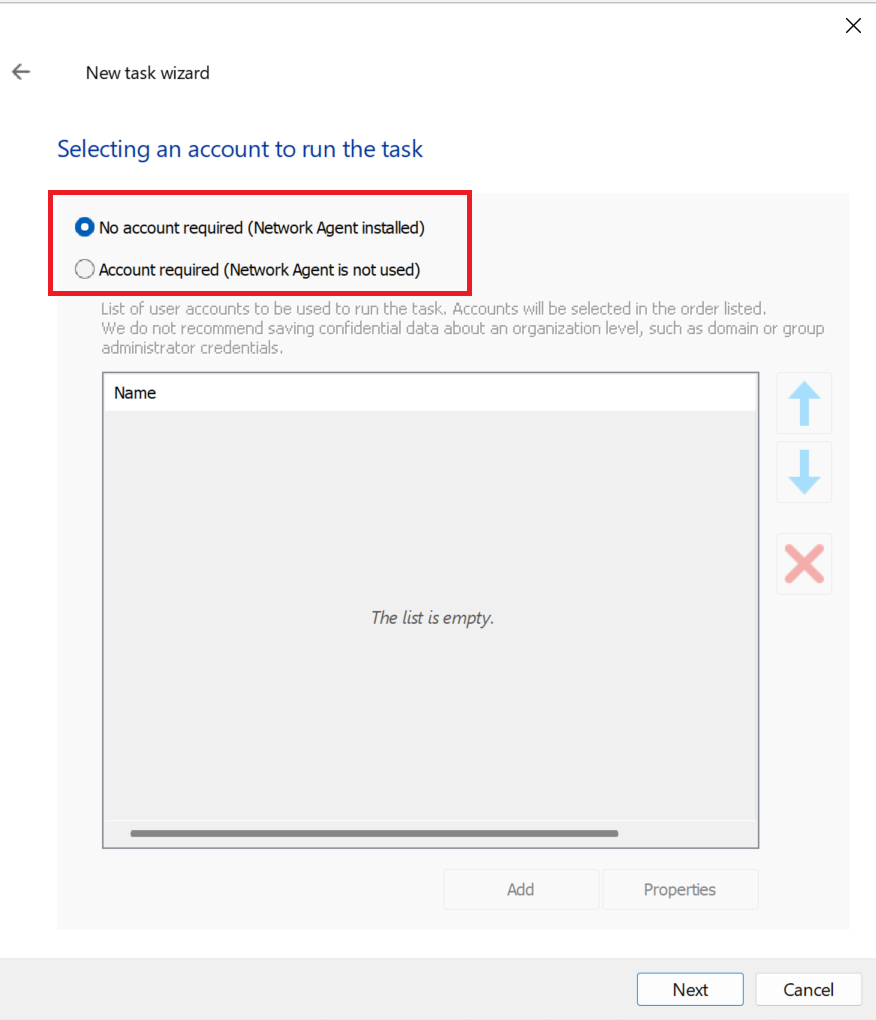 New task wizard
Selecting an account to run the task
No account required (Network Agent installed)
Account required (Network Agent is not used)
List of user accounts to be used to run the task. Accounts will be selected in the order listed.
We do not recommend saving confidential data about an organization level, such as domain or group
administrator credentials.
Name
The list is empty.
Add
Properties
Next
Cancel